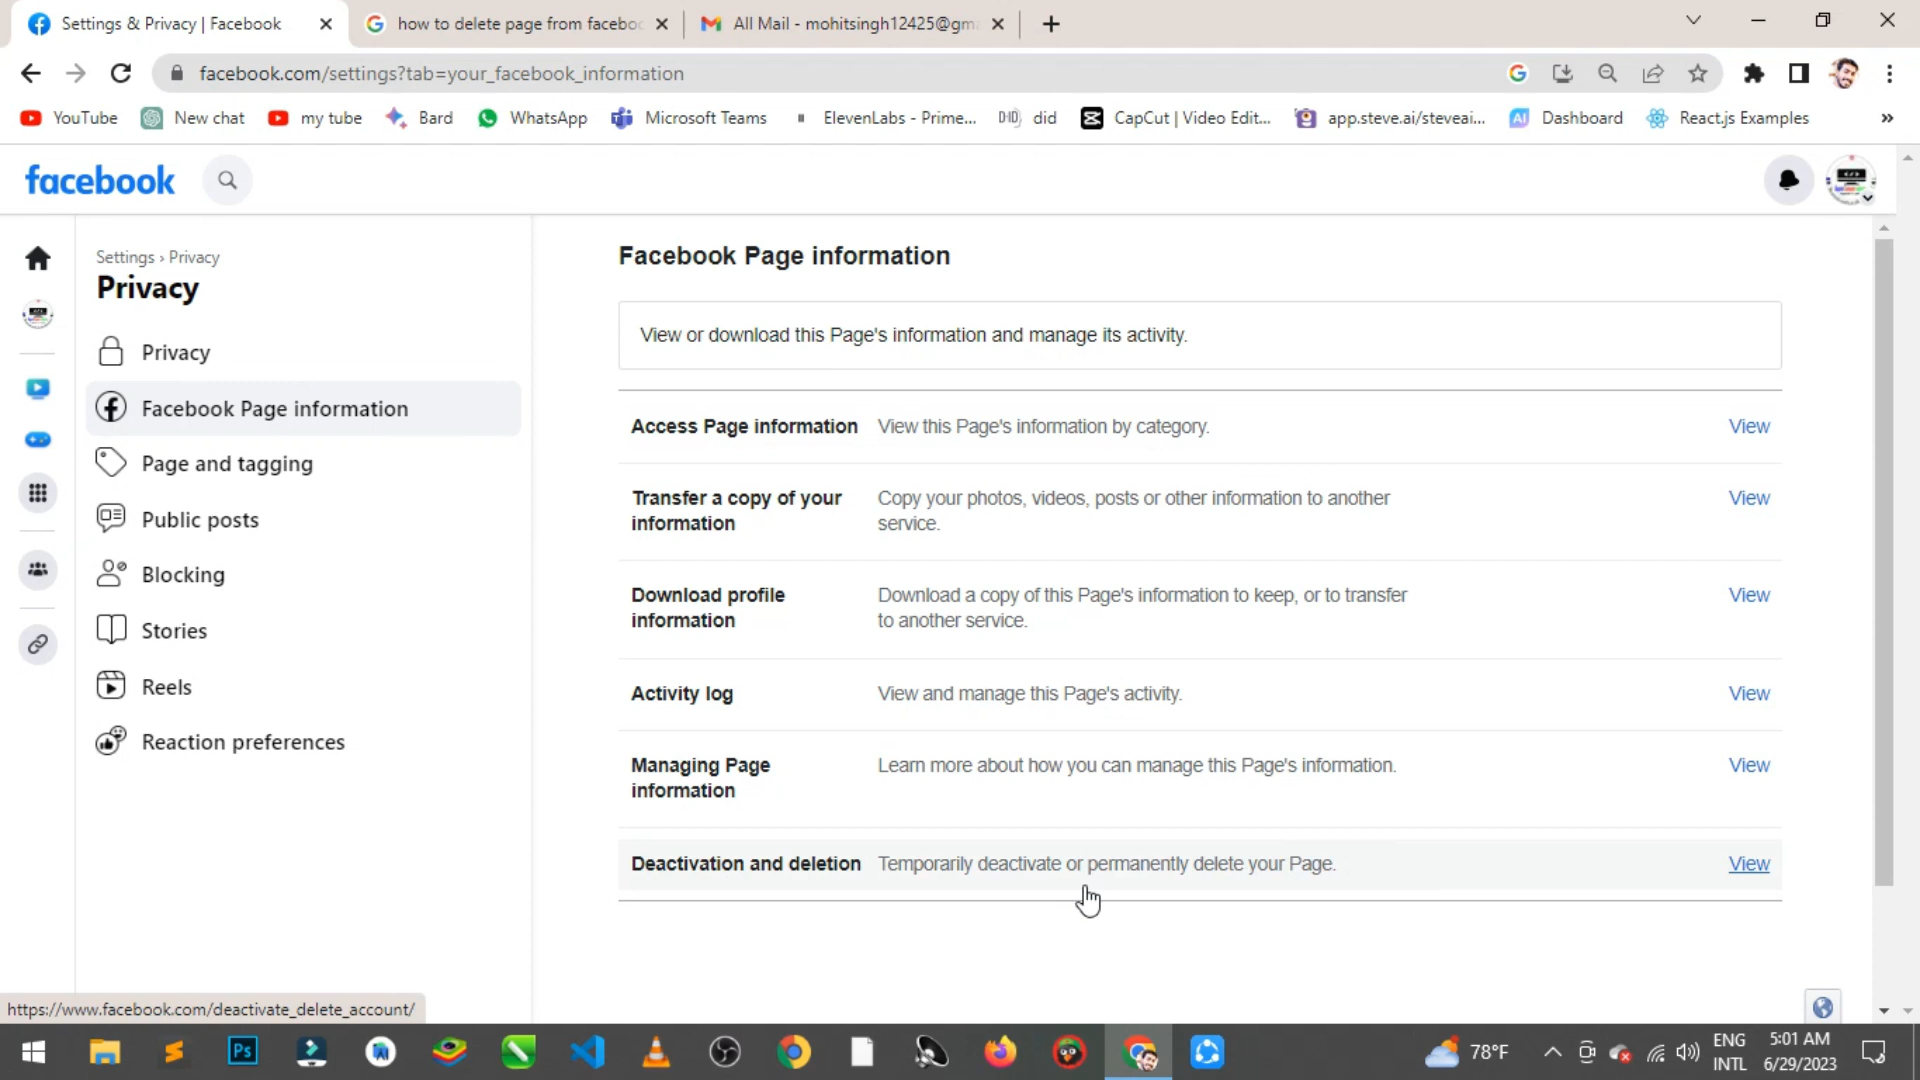 Settings & Privacy | Facebook
how to delete page from faceboo
All Mail - mohitsingh12425@gm
facebook.com/settings?tab=your_facebook_information
YouTube
New chat
my tube
Bard
WhatsApp
Microsoft Teams
ElevenLabs - Prime...
D-ID did
CapCut | Video Edit...
app.steve.ai/steveai...
AI Dashboard
React.js Examples
»
facebook
Settings › Privacy
Privacy
Privacy
Facebook Page information
Page and tagging
Public posts
Blocking
Stories
Reels
Reaction preferences
Facebook Page information
View or download this Page's information and manage its activity.
Access Page information View this Page's information by category. View
Transfer a copy of your Copy your photos, videos, posts or other information to another View
information service.
Download profile Download a copy of this Page's information to keep, or to transfer View
information to another service.
Activity log View and manage this Page's activity. View
Managing Page Learn more about how you can manage this Page's information. View
information
Deactivation and deletion Temporarily deactivate or permanently delete your Page. View
https://www.facebook.com/deactivate_delete_account/
Ps
78°F
ENG
INTL
5:01 AM
6/29/2023